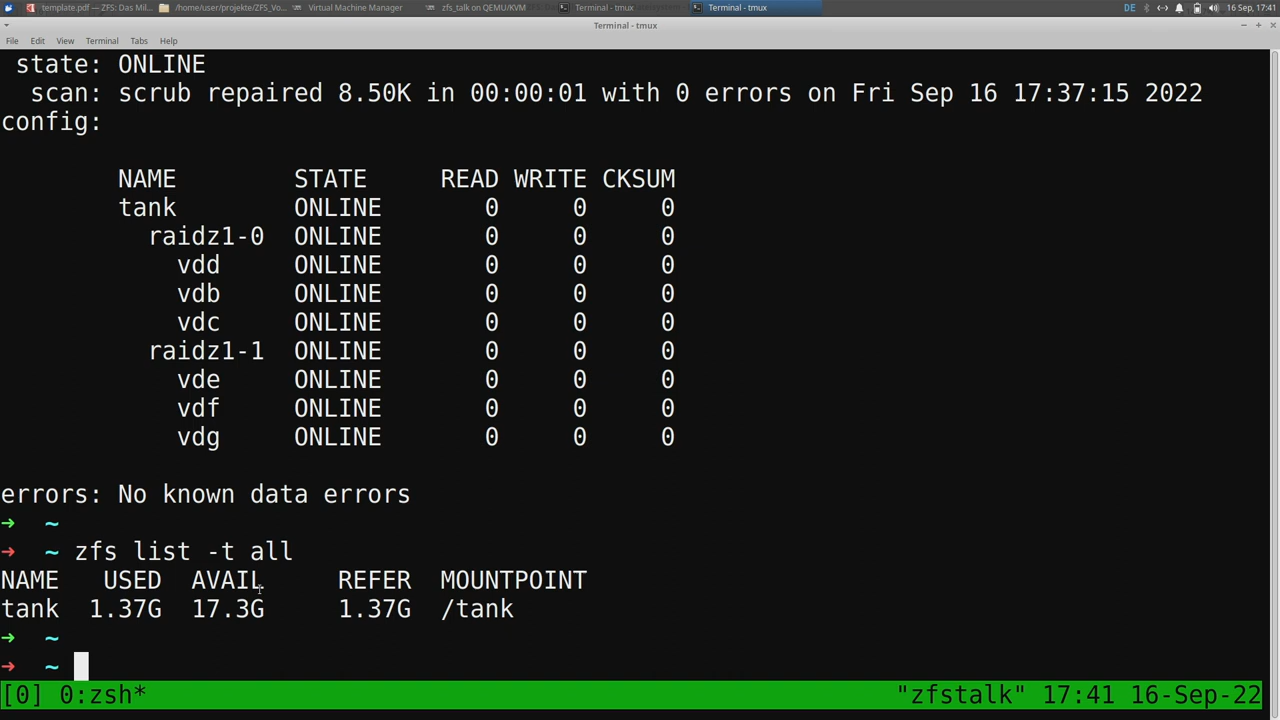 template.pdf — ZFS: Das Mil...
/home/user/projekte/ZFS_Vo...
Virtual Machine Manager
zfs_talk on QEMU/KVM
Terminal - tmux
Terminal - tmux
DE
16 Sep, 17:41
Terminal - tmux
File Edit View Terminal Tabs Help
state: ONLINE
scan: scrub repaired 8.50K in 00:00:01 with 0 errors on Fri Sep 16 17:37:15 2022
config:
NAME STATE READ WRITE CKSUM
tank ONLINE 0 0 0
raidz1-0 ONLINE 0 0 0
vdd ONLINE 0 0 0
vdb ONLINE 0 0 0
vdc ONLINE 0 0 0
raidz1-1 ONLINE 0 0 0
vde ONLINE 0 0 0
vdf ONLINE 0 0 0
vdg ONLINE 0 0 0
errors: No known data errors
➜ ~
➜ ~ zfs list -t all
NAME USED AVAIL REFER MOUNTPOINT
tank 1.37G 17.3G 1.37G /tank
➜ ~
➜ ~
[0] 0:zsh* "zfstalk" 17:41 16-Sep-22